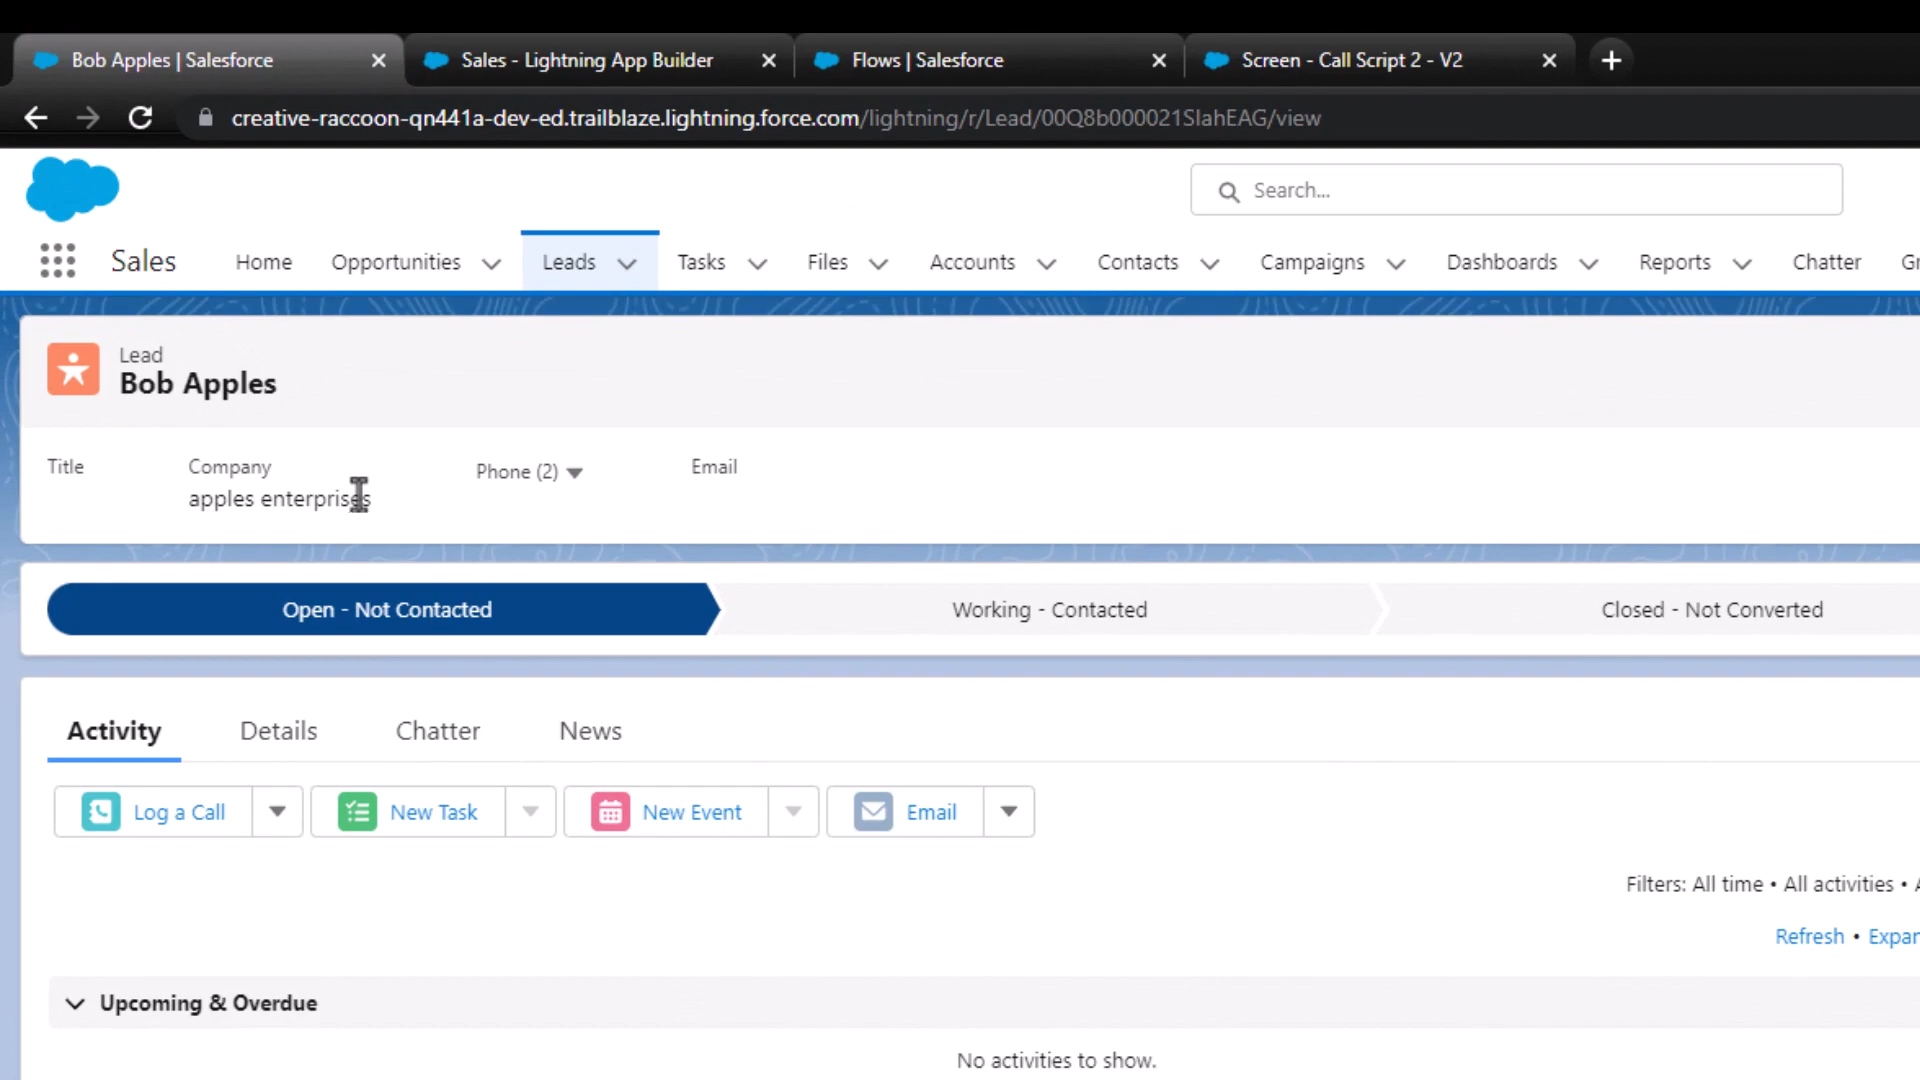 Bob Apples | Salesforce
Sales - Lightning App Builder
Flows | Salesforce
Screen - Call Script 2 - V2
creative-raccoon-qn441a-dev-ed.trailblaze.lightning.force.com/lightning/r/Lead/00Q8b000021SlahEAG/view
Search...
Sales Home Opportunities Leads Tasks Files Accounts Contacts Campaigns Dashboards Reports Chatter
Lead
Bob Apples
Title Company Phone (2) Email
apples enterprises
Open - Not Contacted Working - Contacted Closed - Not Converted
Activity Details Chatter News
Log a Call New Task New Event Email
Filters: All time • All activities •
Refresh • Expan
Upcoming & Overdue
No activities to show.